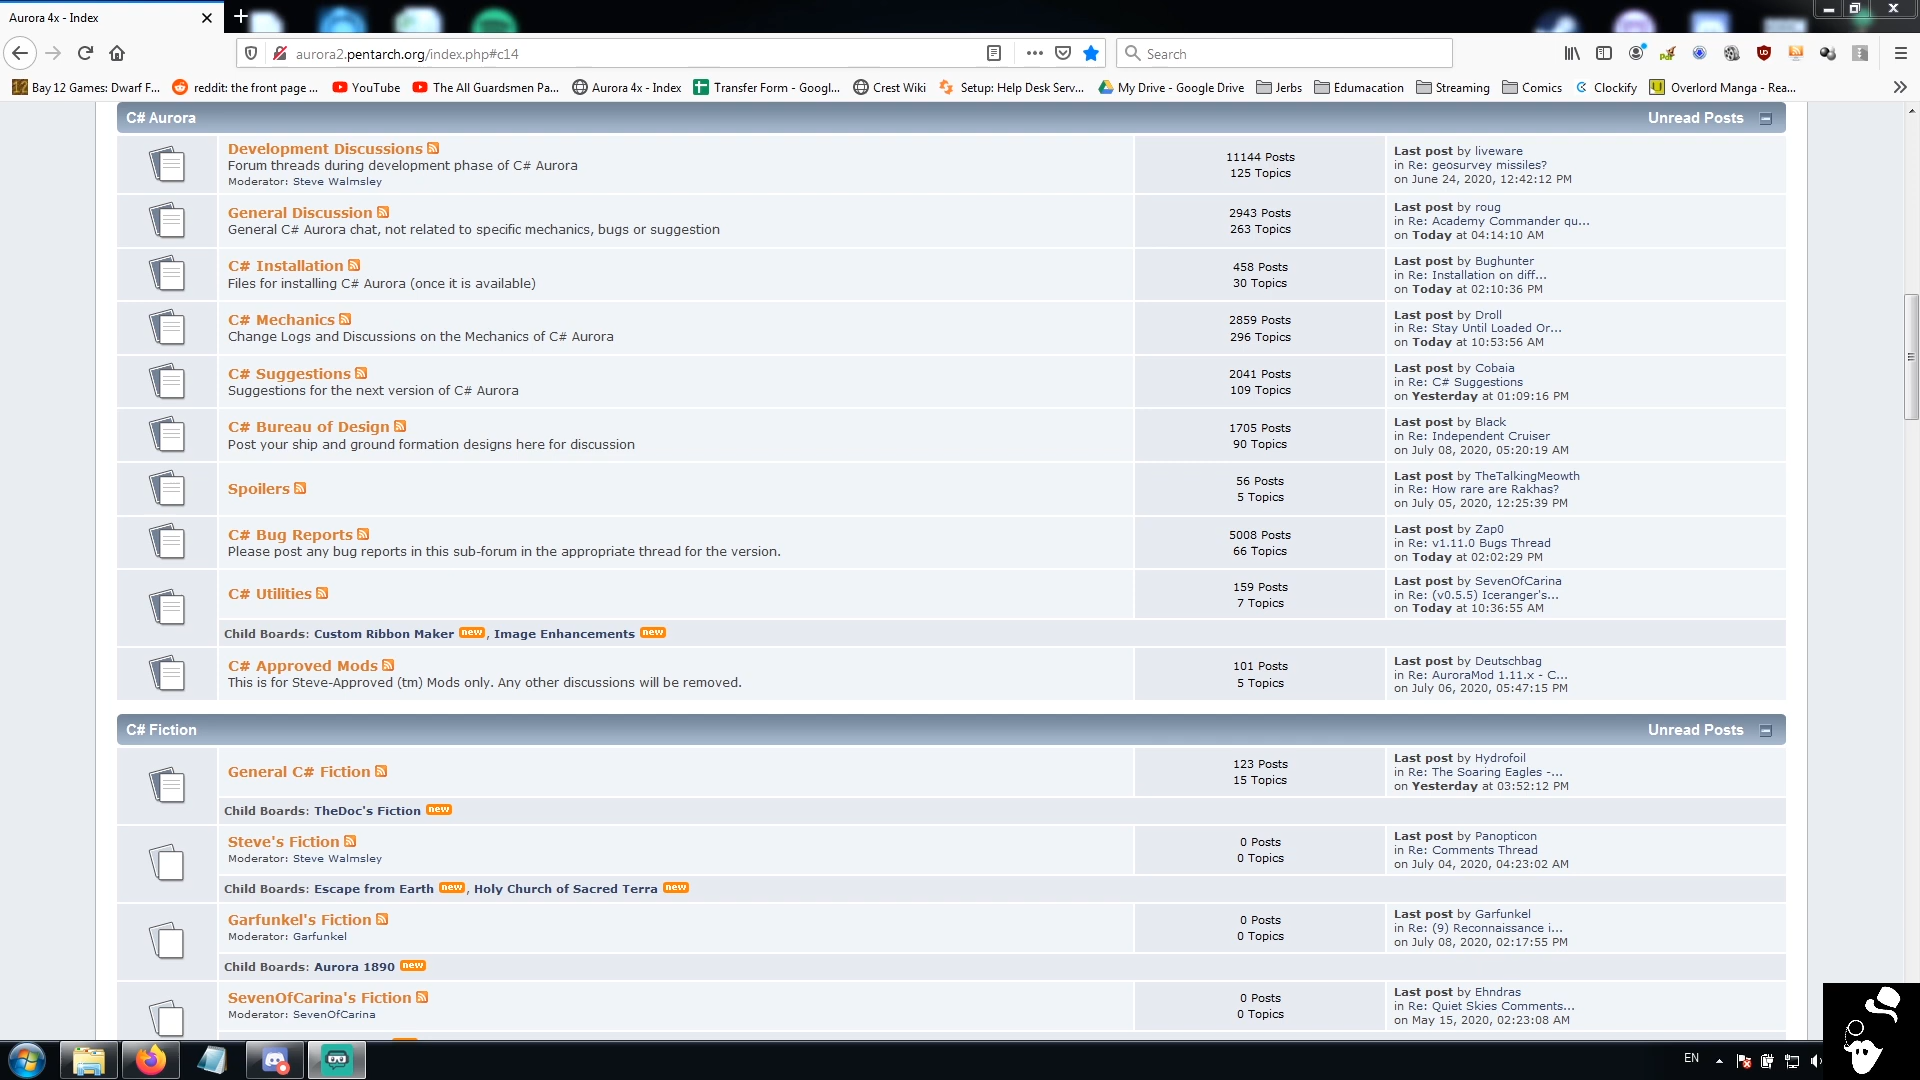 Aurora 4x - Index
aurora2.pentarch.org/index.php#c14
Search
Bay 12 Games: Dwarf F...
reddit: the front page ...
YouTube
The All Guardsmen Pa...
Aurora 4x - Index
Transfer Form - Googl...
Crest Wiki
Setup: Help Desk Serv...
My Drive - Google Drive
Jerbs
Edumacation
Streaming
Comics
Clockify
Overlord Manga - Rea...
C# Aurora
Unread Posts
Development Discussions
Forum threads during development phase of C# Aurora
Moderator: Steve Walmsley
11144 Posts
125 Topics
Last post by liveware
in Re: geosurvey missiles?
on June 24, 2020, 12:42:12 PM
General Discussion
General C# Aurora chat, not related to specific mechanics, bugs or suggestion
2943 Posts
263 Topics
Last post by roug
in Re: Academy Commander qu...
on Today at 04:14:10 AM
C# Installation
Files for installing C# Aurora (once it is available)
458 Posts
30 Topics
Last post by Bughunter
in Re: Installation on diff...
on Today at 02:10:36 PM
C# Mechanics
Change Logs and Discussions on the Mechanics of C# Aurora
2859 Posts
296 Topics
Last post by Droll
in Re: Stay Until Loaded Or...
on Today at 10:53:56 AM
C# Suggestions
Suggestions for the next version of C# Aurora
2041 Posts
109 Topics
Last post by Cobaia
in Re: C# Suggestions
on Yesterday at 01:09:16 PM
C# Bureau of Design
Post your ship and ground formation designs here for discussion
1705 Posts
90 Topics
Last post by Black
in Re: Independent Cruiser
on July 08, 2020, 05:20:19 AM
Spoilers
56 Posts
5 Topics
Last post by TheTalkingMeowth
in Re: How rare are Rakhas?
on July 05, 2020, 12:25:39 PM
C# Bug Reports
Please post any bug reports in this sub-forum in the appropriate thread for the version.
5008 Posts
66 Topics
Last post by Zap0
in Re: v1.11.0 Bugs Thread
on Today at 02:02:29 PM
C# Utilities
159 Posts
7 Topics
Last post by SevenOfCarina
in Re: (v0.5.5) Iceranger's...
on Today at 10:36:55 AM
Child Boards: Custom Ribbon Maker new, Image Enhancements new
C# Approved Mods
This is for Steve-Approved (tm) Mods only. Any other discussions will be removed.
101 Posts
5 Topics
Last post by Deutschbag
in Re: AuroraMod 1.11.x - C...
on July 06, 2020, 05:47:15 PM
C# Fiction
Unread Posts
General C# Fiction
123 Posts
15 Topics
Last post by Hydrofoil
in Re: The Soaring Eagles -...
on Yesterday at 03:52:12 PM
Child Boards: TheDoc's Fiction new
Steve's Fiction
Moderator: Steve Walmsley
0 Posts
0 Topics
Last post by Panopticon
in Re: Comments Thread
on July 04, 2020, 04:23:02 AM
Child Boards: Escape from Earth new, Holy Church of Sacred Terra new
Garfunkel's Fiction
Moderator: Garfunkel
0 Posts
0 Topics
Last post by Garfunkel
in Re: (9) Reconnaissance i...
on July 08, 2020, 02:17:55 PM
Child Boards: Aurora 1890 new
SevenOfCarina's Fiction
Moderator: SevenOfCarina
0 Posts
0 Topics
Last post by Ehndras
in Re: Quiet Skies Comments...
on May 15, 2020, 02:23:08 AM
EN